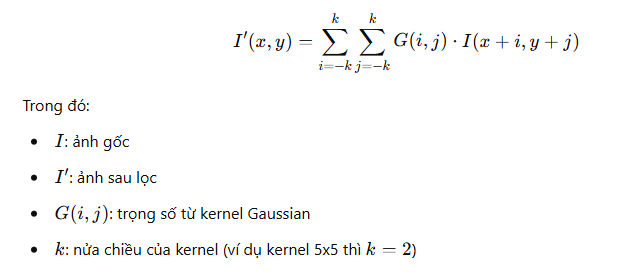 I'(x, y) = \sum_{i=-k}^{k} \sum_{j=-k}^{k} G(i, j) · I(x + i, y + j)
Trong đó:
• I: ảnh gốc
• I': ảnh sau lọc
• G(i, j): trọng số từ kernel Gaussian
• k: nửa chiều của kernel (ví dụ kernel 5x5 thì k = 2)